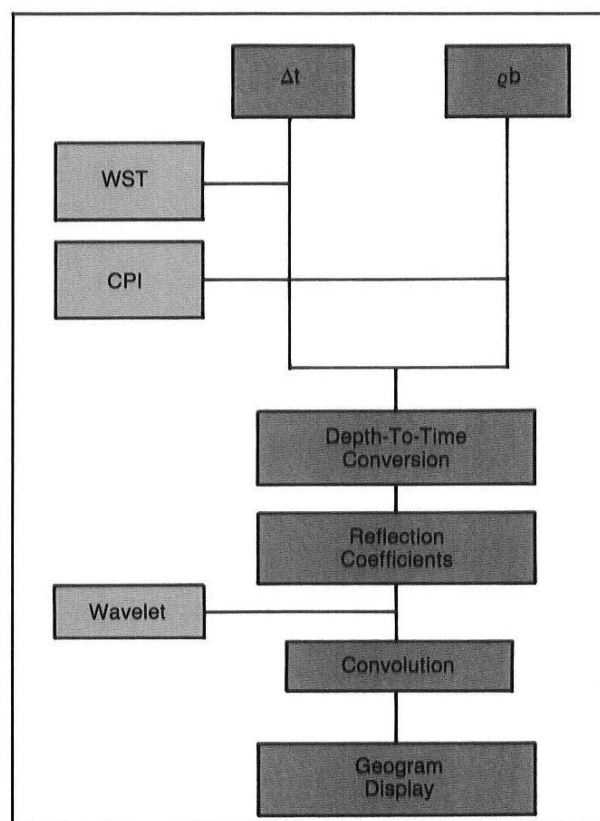 Δt
ϱb
WST
CPI
Depth-To-Time
Conversion
Reflection
Coefficients
Wavelet
Convolution
Geogram
Display